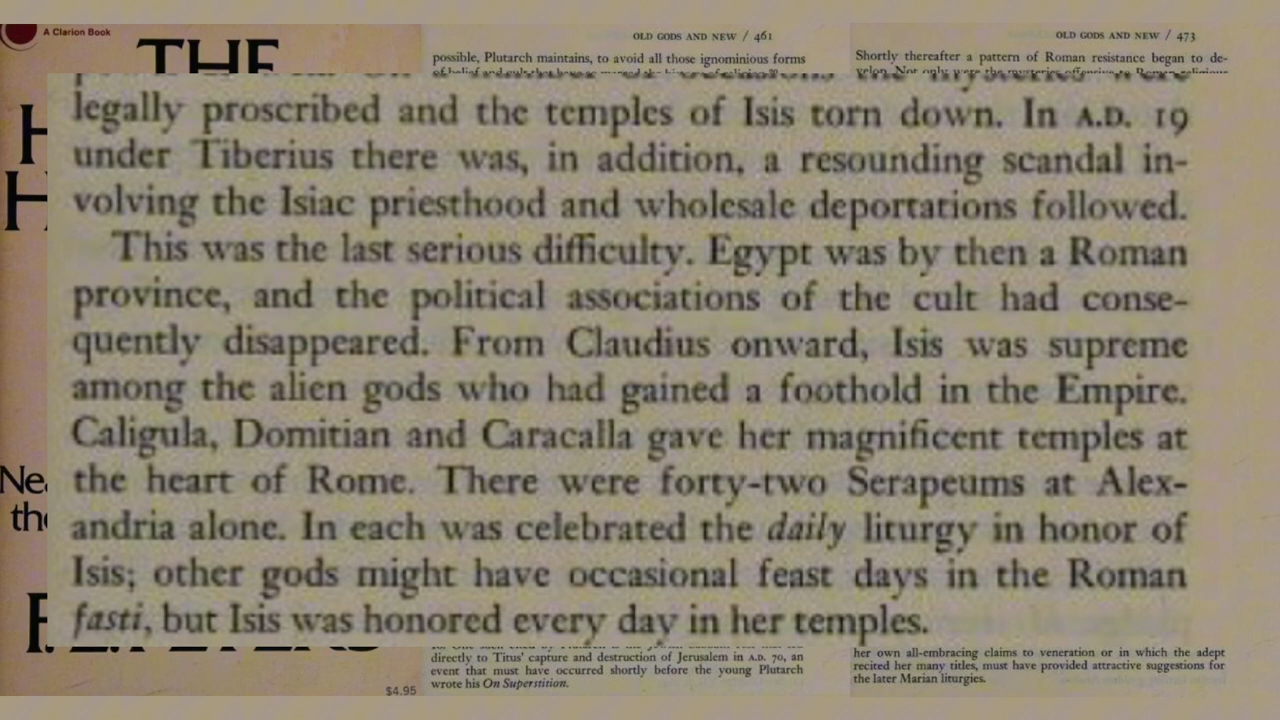 A Clarion Book
THE
$4.95
OLD GODS AND NEW / 461
possible, Plutarch maintains, to avoid all those ignominious forms
OLD GODS AND NEW / 473
Shortly thereafter a pattern of Roman resistance began to de-
legally proscribed and the temples of Isis torn down. In A.D. 19
under Tiberius there was, in addition, a resounding scandal in-
volving the Isiac priesthood and wholesale deportations followed.
This was the last serious difficulty. Egypt was by then a Roman
province, and the political associations of the cult had conse-
quently disappeared. From Claudius onward, Isis was supreme
among the alien gods who had gained a foothold in the Empire.
Caligula, Domitian and Caracalla gave her magnificent temples at
the heart of Rome. There were forty-two Serapeums at Alex-
andria alone. In each was celebrated the daily liturgy in honor of
Isis; other gods might have occasional feast days in the Roman
fasti, but Isis was honored every day in her temples.
directly to Titus' capture and destruction of Jerusalem in A.D. 70, an
event that must have occurred shortly before the young Plutarch
wrote his On Superstition.
her own all-embracing claims to veneration or in which the adept
recited her many titles, must have provided attractive suggestions for
the later Marian liturgies.